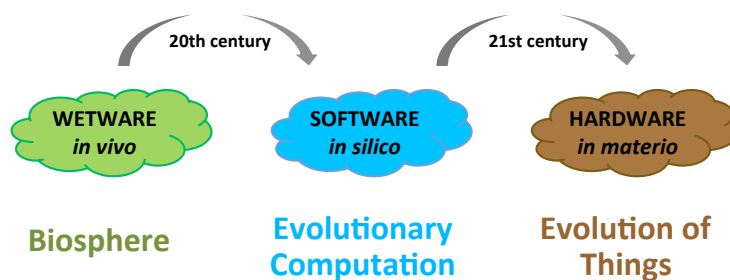 20th century
21st century
WETWARE
in vivo
SOFTWARE
in silico
HARDWARE
in materio
Biosphere
Evolutionary
Computation
Evolution of
Things